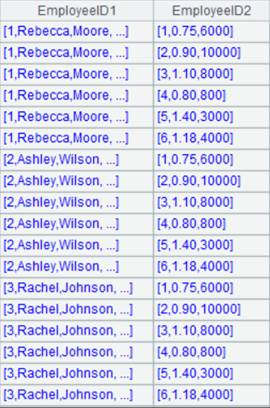 EmployeeID1 EmployeeID2
[1,Rebecca,Moore, ...] [1,0.75,6000]
[1,Rebecca,Moore, ...] [2,0.90,10000]
[1,Rebecca,Moore, ...] [3,1.10,8000]
[1,Rebecca,Moore, ...] [4,0.80,800]
[1,Rebecca,Moore, ...] [5,1.40,3000]
[1,Rebecca,Moore, ...] [6,1.18,4000]
[2,Ashley,Wilson, ...] [1,0.75,6000]
[2,Ashley,Wilson, ...] [2,0.90,10000]
[2,Ashley,Wilson, ...] [3,1.10,8000]
[2,Ashley,Wilson, ...] [4,0.80,800]
[2,Ashley,Wilson, ...] [5,1.40,3000]
[2,Ashley,Wilson, ...] [6,1.18,4000]
[3,Rachel,Johnson, ...] [1,0.75,6000]
[3,Rachel,Johnson, ...] [2,0.90,10000]
[3,Rachel,Johnson, ...] [3,1.10,8000]
[3,Rachel,Johnson, ...] [4,0.80,800]
[3,Rachel,Johnson, ...] [5,1.40,3000]
[3,Rachel,Johnson, ...] [6,1.18,4000]